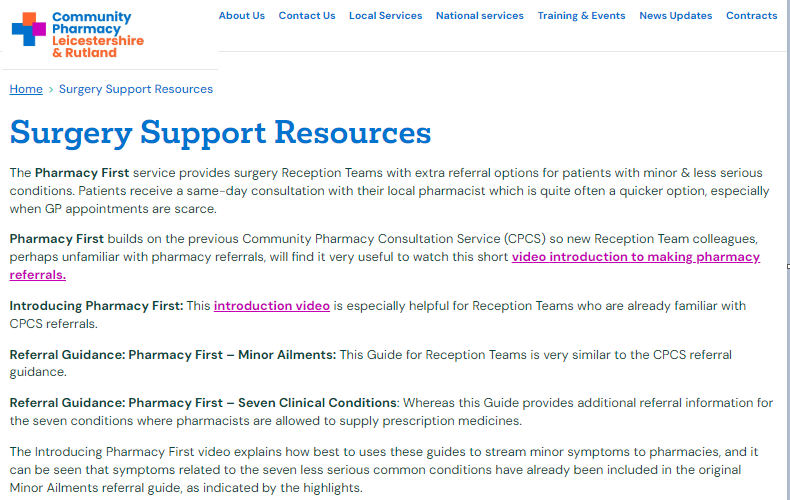 Community
Pharmacy
Leicestershire
& Rutland
About Us
Contact Us
Local Services
National services
Training & Events
News Updates
Contracts
Home > Surgery Support Resources
Surgery Support Resources
The Pharmacy First service provides surgery Reception Teams with extra referral options for patients with minor & less serious
conditions. Patients receive a same-day consultation with their local pharmacist which is quite often a quicker option, especially
when GP appointments are scarce.
Pharmacy First builds on the previous Community Pharmacy Consultation Service (CPCS) so new Reception Team colleagues,
perhaps unfamiliar with pharmacy referrals, will find it very useful to watch this short video introduction to making pharmacy
referrals.
Introducing Pharmacy First: This introduction video is especially helpful for Reception Teams who are already familiar with
CPCS referrals.
Referral Guidance: Pharmacy First – Minor Ailments: This Guide for Reception Teams is very similar to the CPCS referral
guidance.
Referral Guidance: Pharmacy First – Seven Clinical Conditions: Whereas this Guide provides additional referral information for
the seven conditions where pharmacists are allowed to supply prescription medicines.
The Introducing Pharmacy First video explains how best to uses these guides to stream minor symptoms to pharmacies, and it
can be seen that symptoms related to the seven less serious common conditions have already been included in the original
Minor Ailments referral guide, as indicated by the highlights.